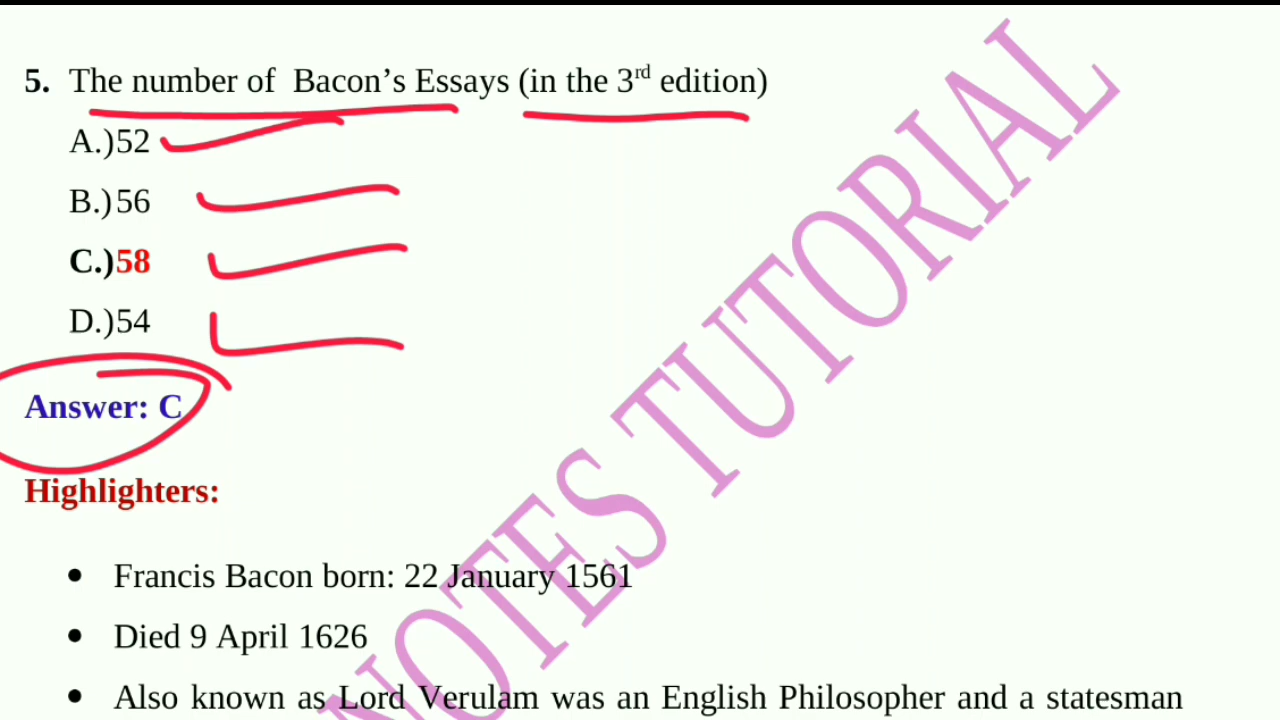 5. The number of Bacon’s Essays (in the 3rd edition)
A.)52
B.)56
C.)58
D.)54
Answer: C
Highlighters:
• Francis Bacon born: 22 January 1561
• Died 9 April 1626
• Also known as Lord Verulam was an English Philosopher and a statesman
NOTES TUTORIAL